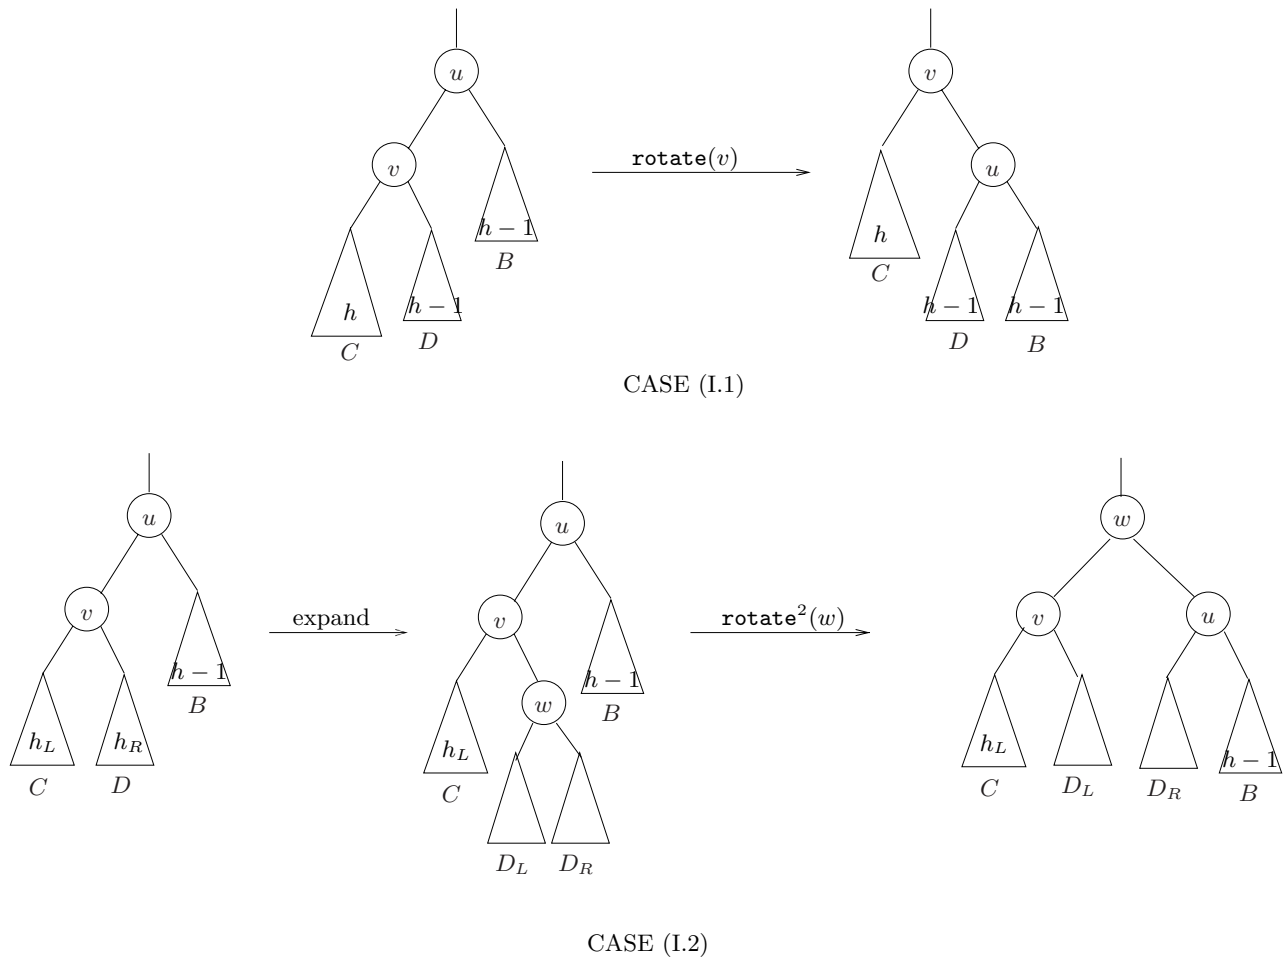 u v
v rotate(v) u
h − 1 h
h h − 1 B C h − 1 h − 1
C D D B
CASE (I.1)
u u w
v expand v rotate²(w) v u
h − 1 w h − 1
h_L h_R B h_L B h_L h − 1
C D C D_L D_R C D_L D_R B
CASE (I.2)